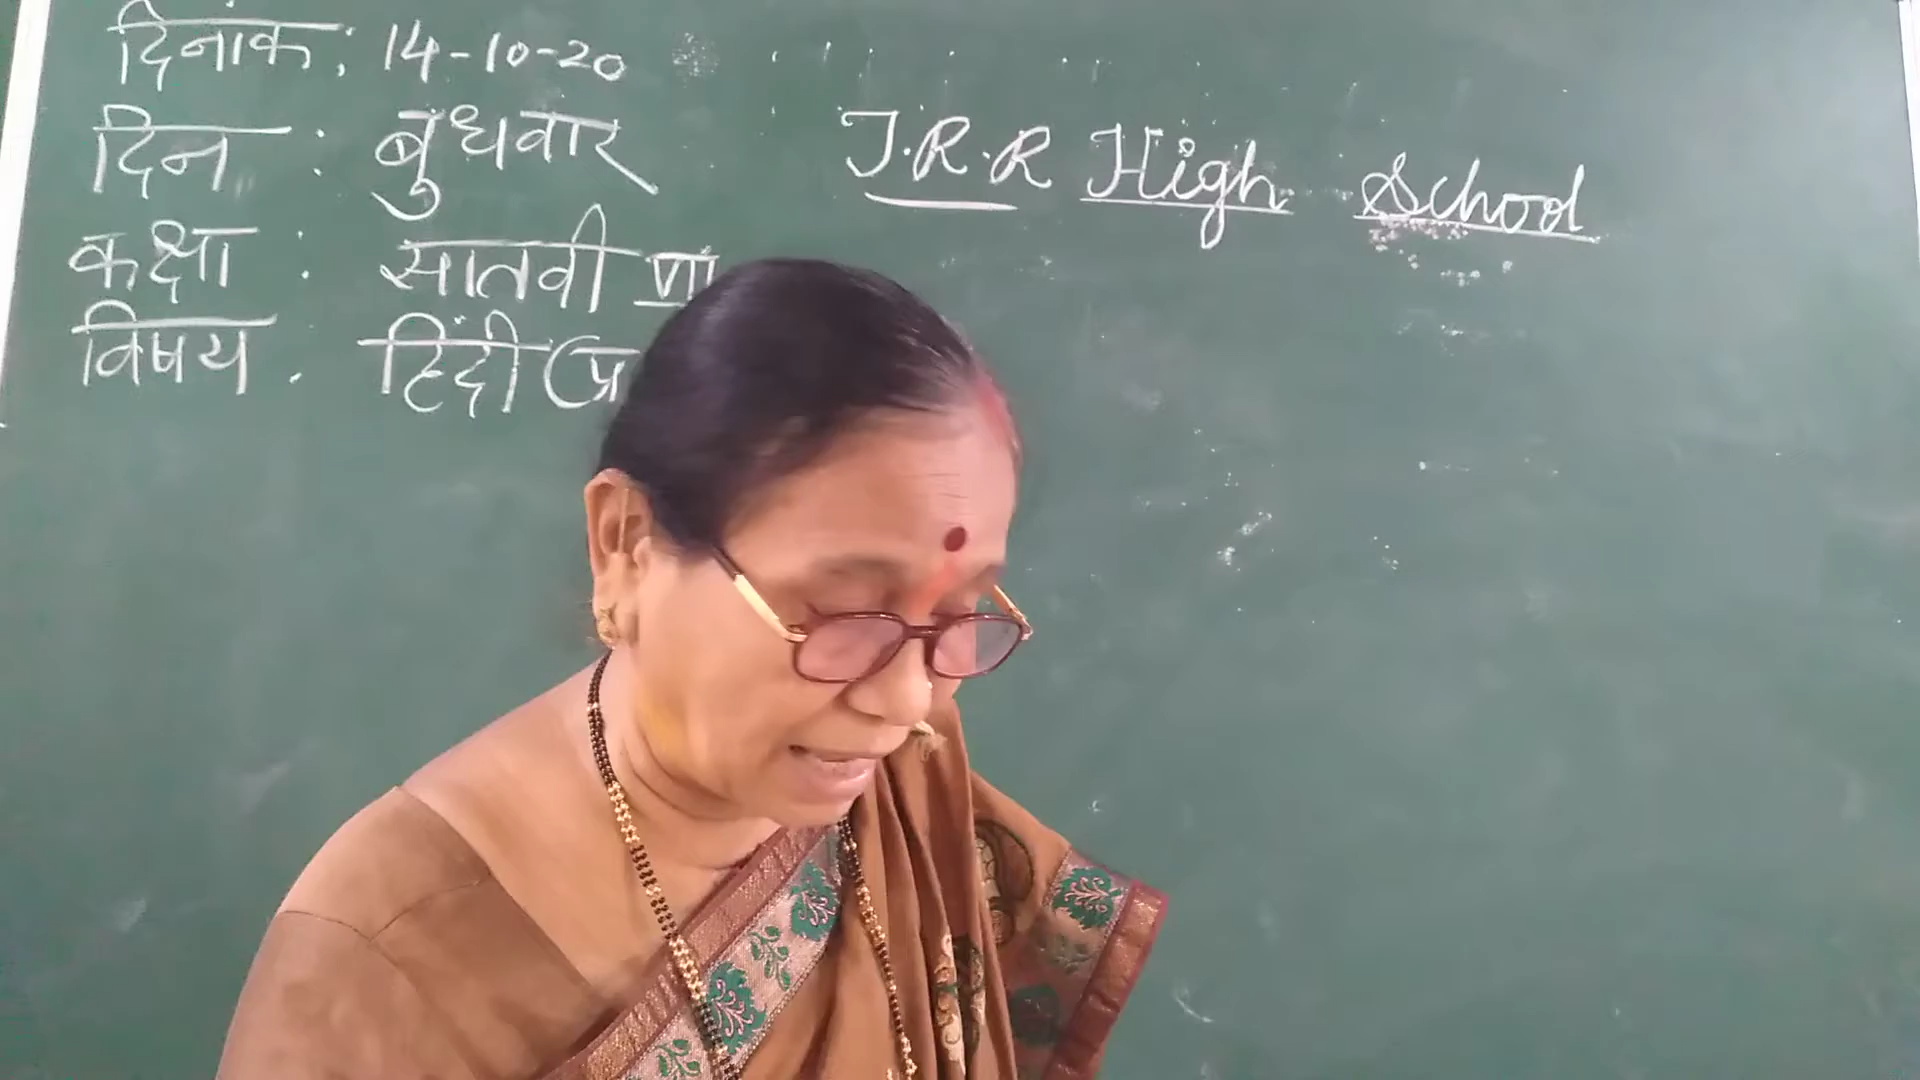 दिनांक : 14-10-20
दिन : बुधवार
J.R.R High School
कक्षा : सातवी
विषय . हिंदी (प्र